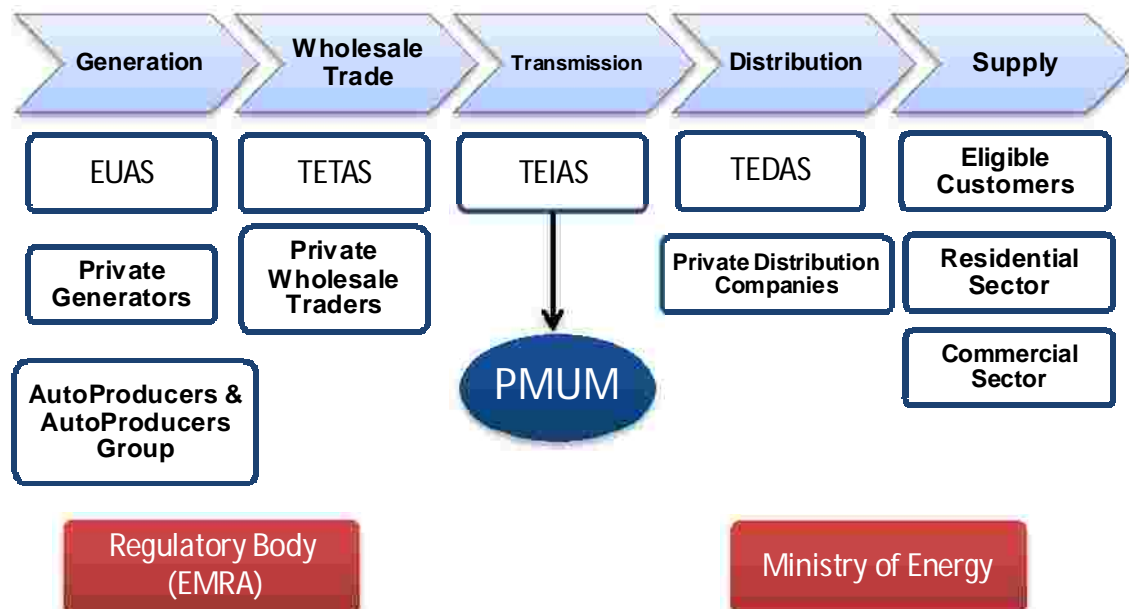 Generation
Wholesale
Trade
Transmission
Distribution
Supply
EUAS
TETAS
TEIAS
TEDAS
Eligible
Customers
Private
Generators
Private
Wholesale
Traders
Private Distribution
Companies
Residential
Sector
PMUM
Commercial
Sector
AutoProducers &
AutoProducers
Group
Regulatory Body
(EMRA)
Ministry of Energy